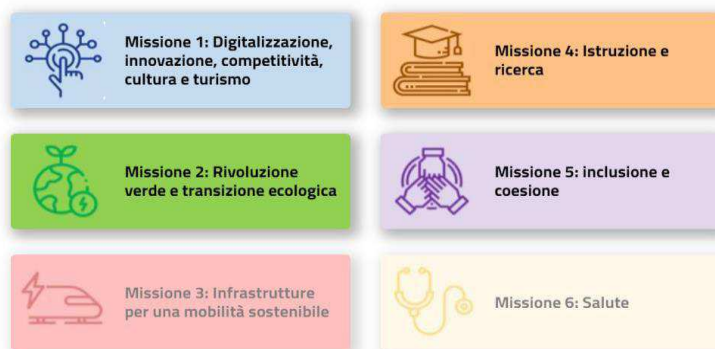 Missione 1: Digitalizzazione,
innovazione, competitività,
cultura e turismo
Missione 4: Istruzione e
ricerca
Missione 2: Rivoluzione
verde e transizione ecologica
Missione 5: inclusione e
coesione
Missione 3: Infrastrutture
per una mobilità sostenibile
Missione 6: Salute